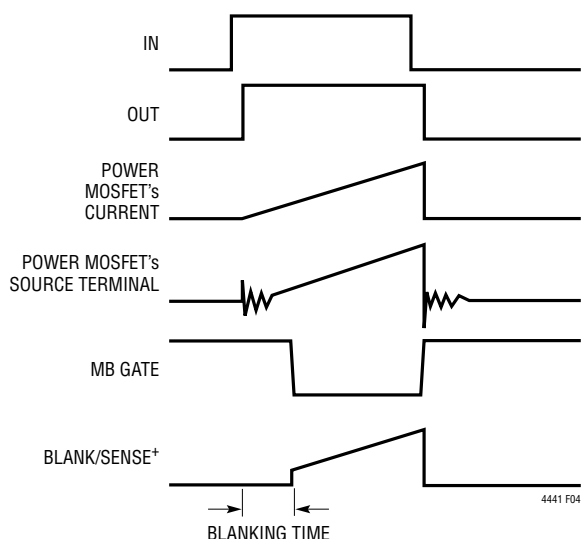 IN
OUT
POWER
MOSFET's
CURRENT
POWER MOSFET's
SOURCE TERMINAL
MB GATE
BLANK/SENSE+
4441 F04
BLANKING TIME